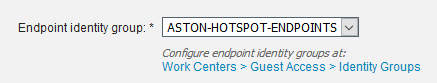 Endpoint identity group: * ASTON-HOTSPOT-ENDPOINTS
Configure endpoint identity groups at:
Work Centers > Guest Access > Identity Groups